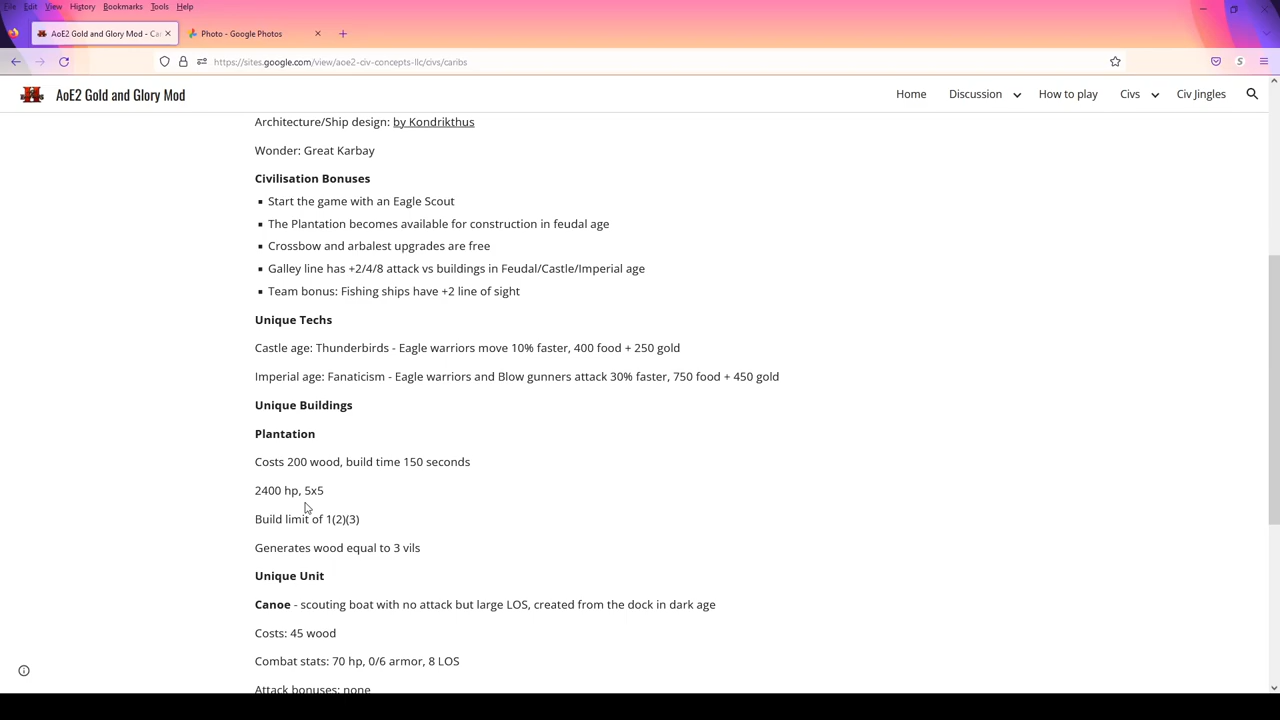 File Edit View History Bookmarks Tools Help
AoE2 Gold and Glory Mod - Ca
Photo - Google Photos
https://sites.google.com/view/aoe2-civ-concepts-llc/civs/caribs
AoE2 Gold and Glory Mod
Home Discussion How to play Civs Civ Jingles
Architecture/Ship design: by Kondrikthus
Wonder: Great Karbay
Civilisation Bonuses
Start the game with an Eagle Scout
The Plantation becomes available for construction in feudal age
Crossbow and arbalest upgrades are free
Galley line has +2/4/8 attack vs buildings in Feudal/Castle/Imperial age
Team bonus: Fishing ships have +2 line of sight
Unique Techs
Castle age: Thunderbirds - Eagle warriors move 10% faster, 400 food + 250 gold
Imperial age: Fanaticism - Eagle warriors and Blow gunners attack 30% faster, 750 food + 450 gold
Unique Buildings
Plantation
Costs 200 wood, build time 150 seconds
2400 hp, 5x5
Build limit of 1(2)(3)
Generates wood equal to 3 vils
Unique Unit
Canoe - scouting boat with no attack but large LOS, created from the dock in dark age
Costs: 45 wood
Combat stats: 70 hp, 0/6 armor, 8 LOS
Attack bonuses: none